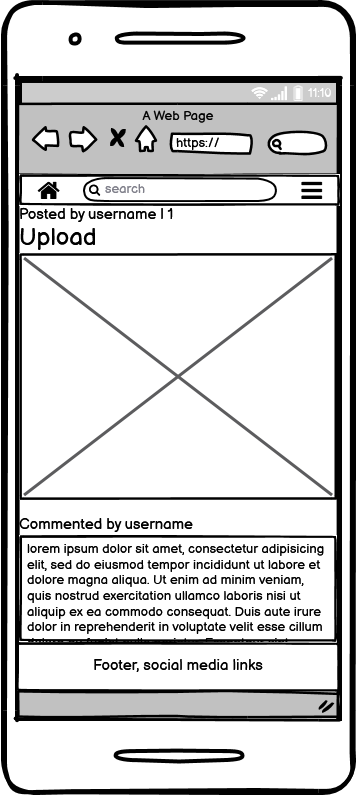 11:10
A Web Page
https://
search
Posted by username | 1
Upload
Commented by username
lorem ipsum dolor sit amet, consectetur adipisicing
elit, sed do eiusmod tempor incididunt ut labore et
dolore magna aliqua. Ut enim ad minim veniam,
quis nostrud exercitation ullamco laboris nisi ut
aliquip ex ea commodo consequat. Duis aute irure
dolor in reprehenderit in voluptate velit esse cillum
Footer, social media links